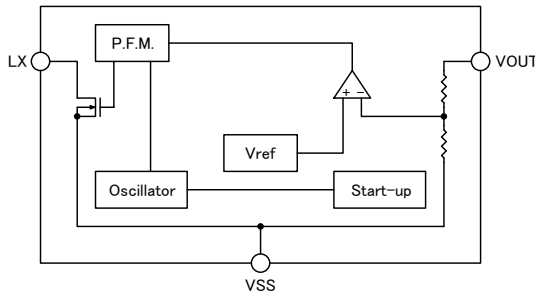 P.F.M.
LX
VOUT
+ −
Vref
Oscillator
Start-up
VSS